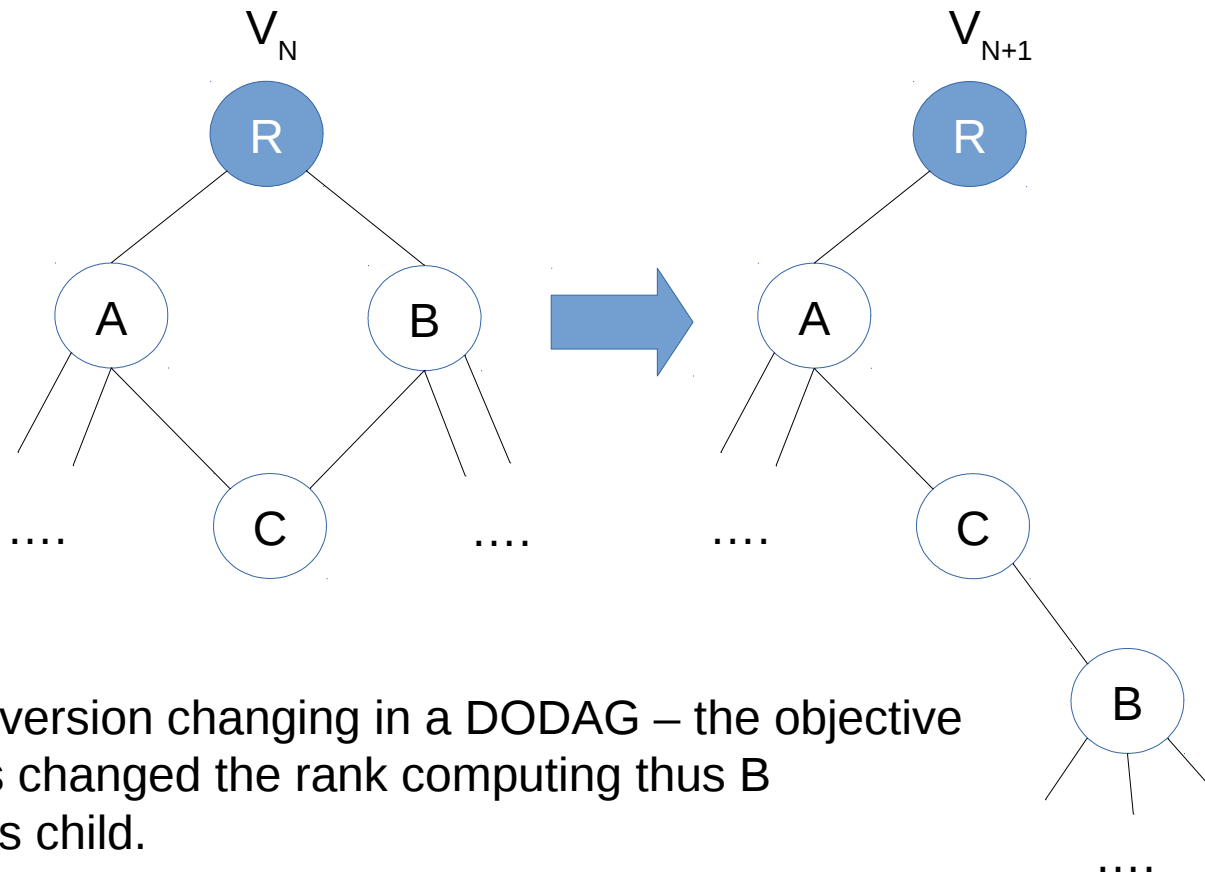 V_N
V_N+1
R
R
A
B
A
C
C
....
....
....
B
version changing in a DODAG – the objective
s changed the rank computing thus B
s child.
....